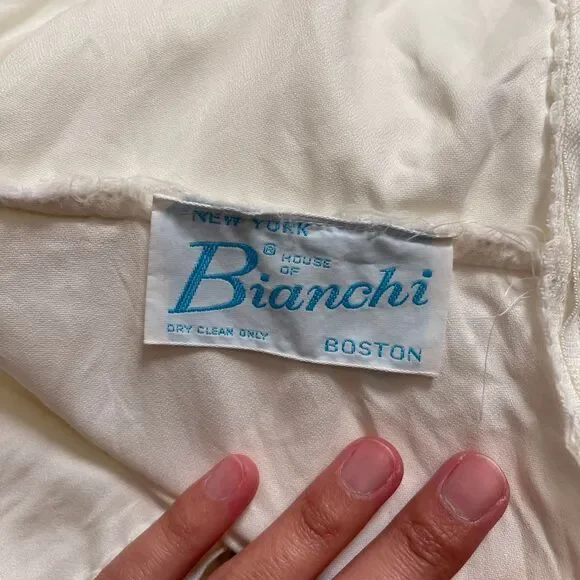 NEW YORK
® HOUSE
OF
Bianchi
DRY CLEAN ONLY
BOSTON